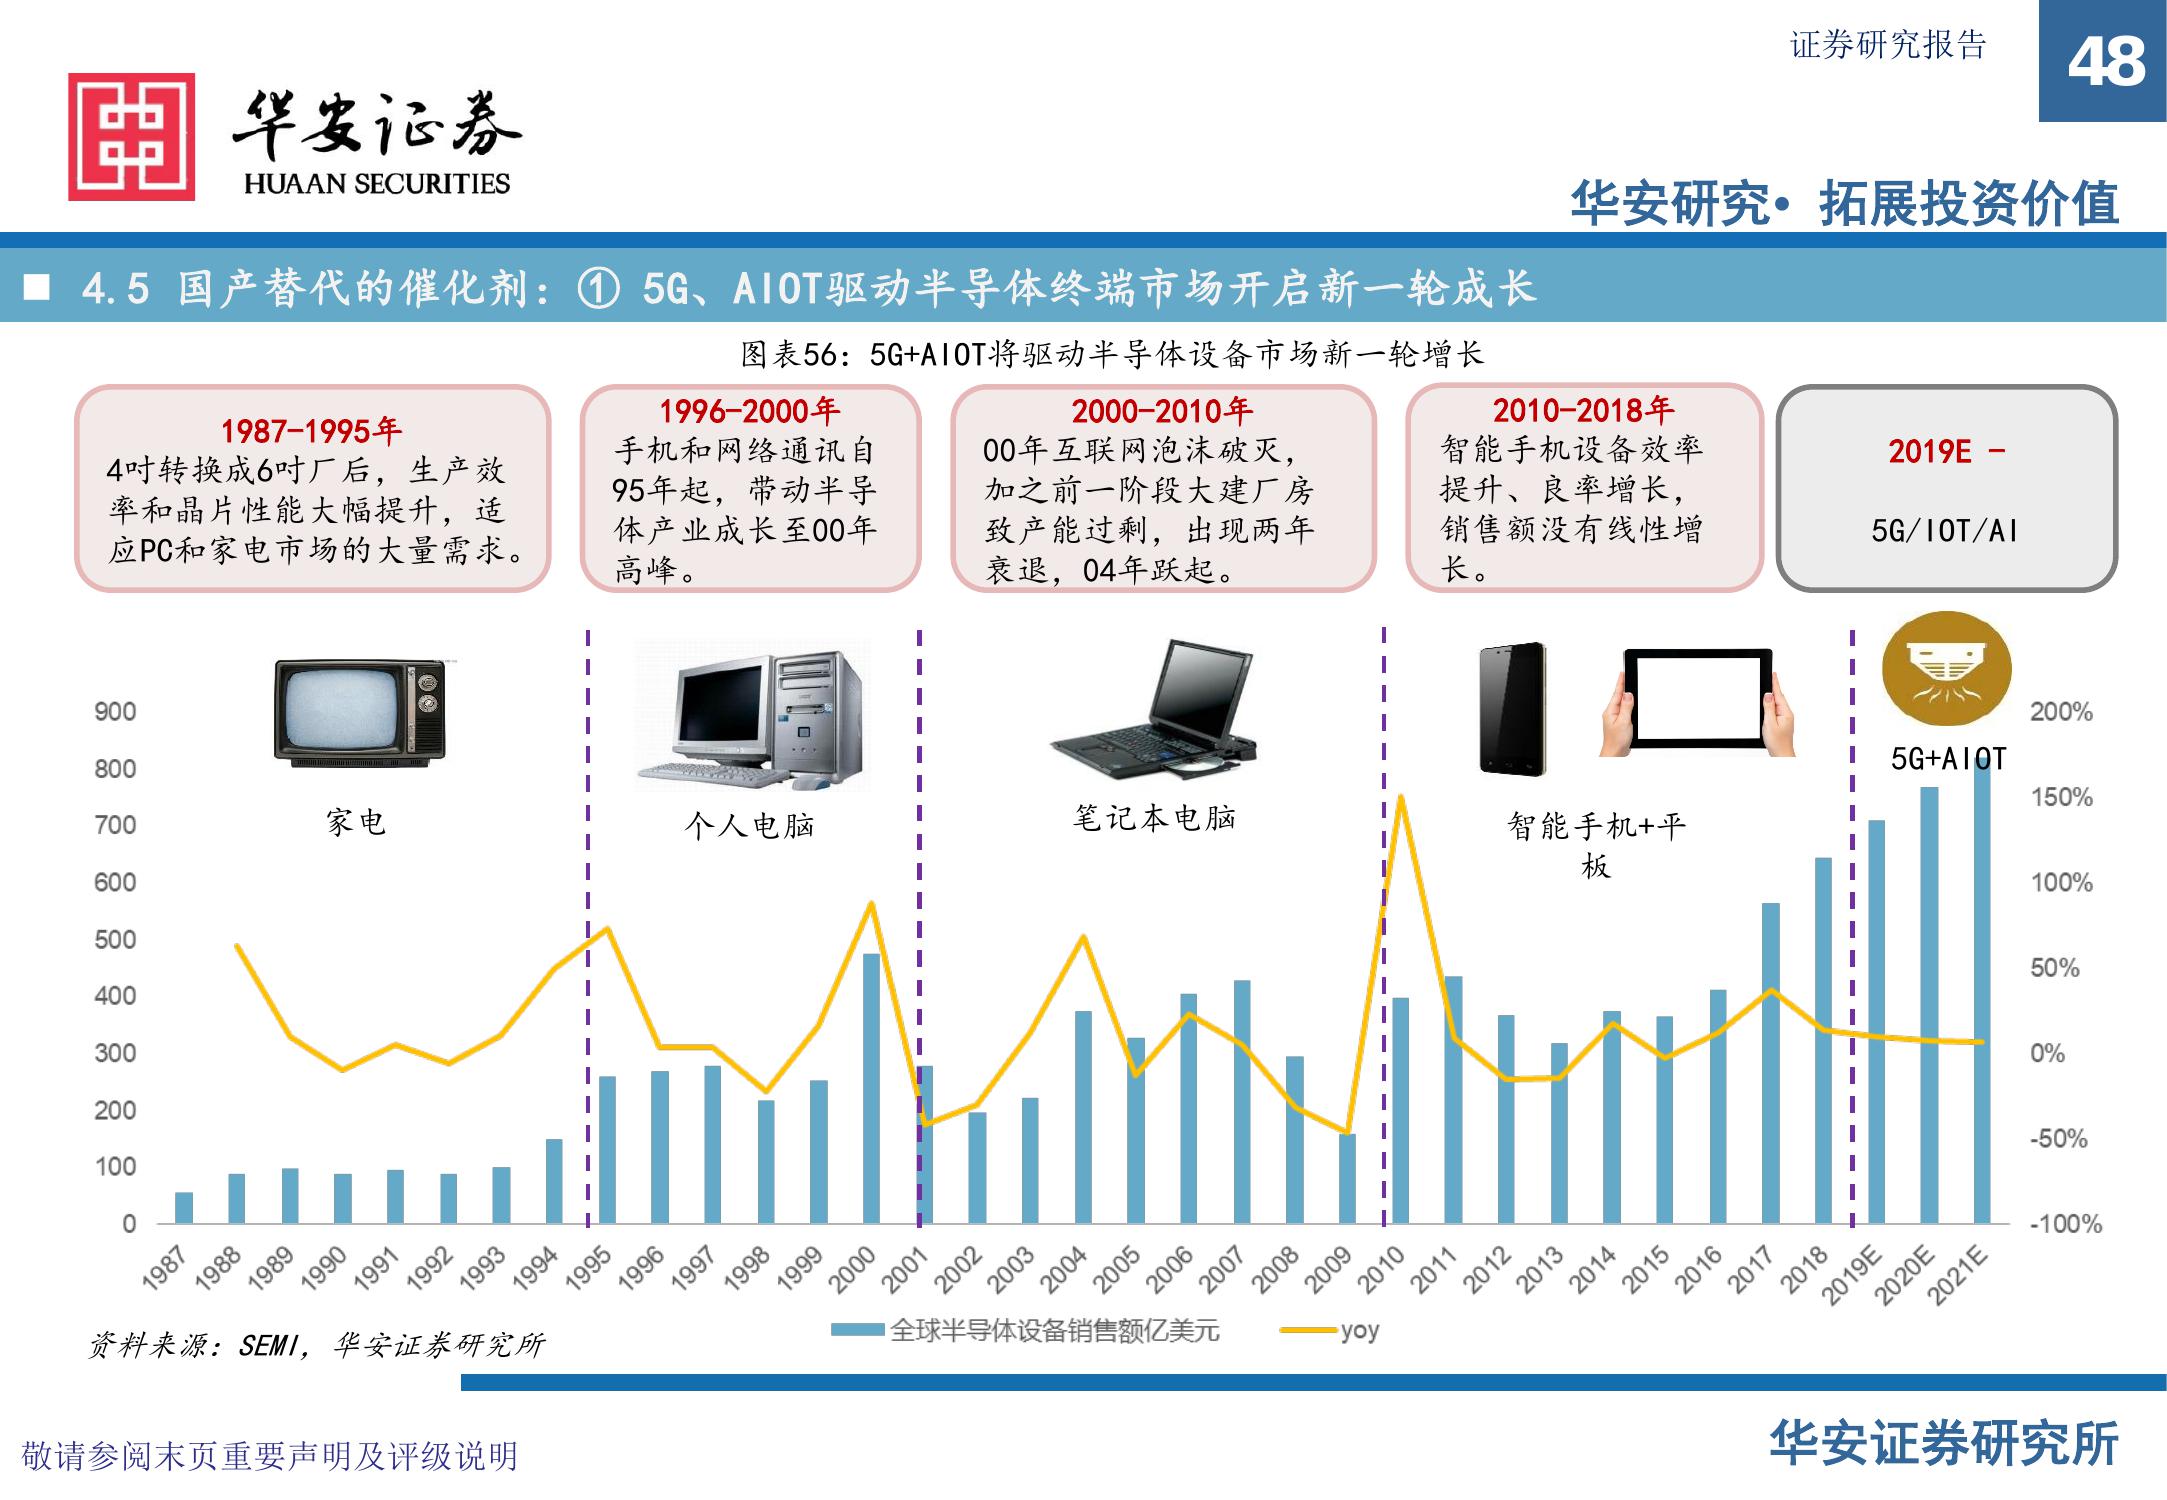 证券研究报告
48
华安证券
HUAAN SECURITIES
华安研究• 拓展投资价值
4.5 国产替代的催化剂：① 5G、AIOT驱动半导体终端市场开启新一轮成长
图表56：5G+AIOT将驱动半导体设备市场新一轮增长
1987-1995年
4吋转换成6吋厂后，生产效
率和晶片性能大幅提升，适
应PC和家电市场的大量需求。
1996-2000年
手机和网络通讯自
95年起，带动半导
体产业成长至00年
高峰。
2000-2010年
00年互联网泡沫破灭，
加之前一阶段大建厂房
致产能过剩，出现两年
衰退，04年跃起。
2010-2018年
智能手机设备效率
提升、良率增长，
销售额没有线性增
长。
2019E -
5G/IOT/AI
家电
个人电脑
笔记本电脑
智能手机+平
板
5G+AIOT
900
800
700
600
500
400
300
200
100
0
200%
150%
100%
50%
0%
-50%
-100%
1987
1988
1989
1990
1991
1992
1993
1994
1995
1996
1997
1998
1999
2000
2001
2002
2003
2004
2005
2006
2007
2008
2009
2010
2011
2012
2013
2014
2015
2016
2017
2018
2019E
2020E
2021E
全球半导体设备销售额亿美元
yoy
资料来源：SEMI，华安证券研究所
敬请参阅末页重要声明及评级说明
华安证券研究所